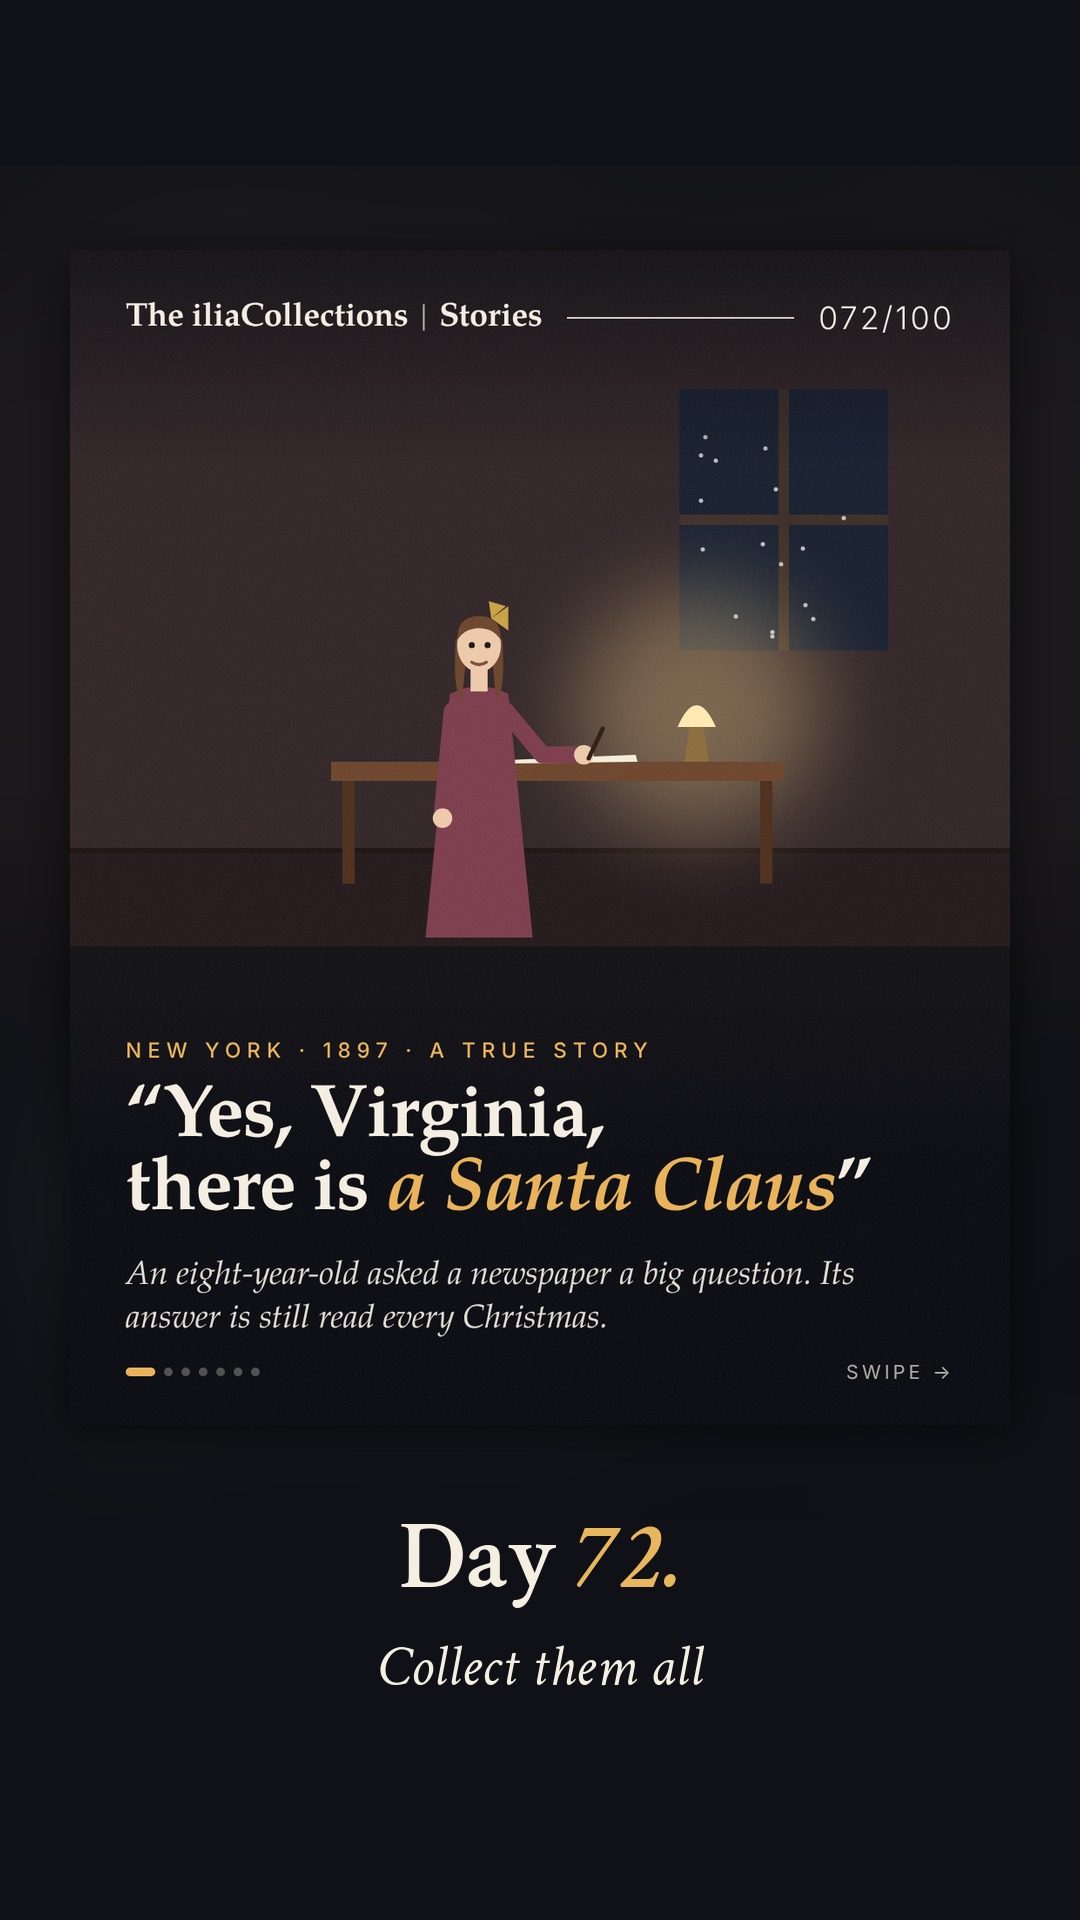 The iliaCollections | Stories 072/100
NEW YORK · 1897 · A TRUE STORY
“Yes, Virginia,
there is a Santa Claus”
An eight-year-old asked a newspaper a big question. Its
answer is still read every Christmas.
SWIPE →
Day 72.
Collect them all